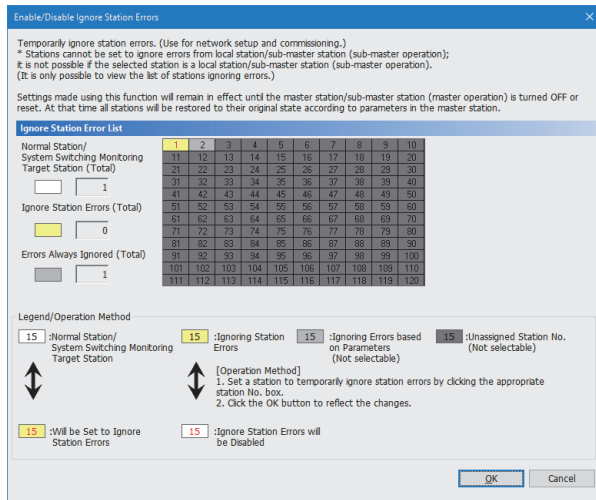 Enable/Disable Ignore Station Errors
Temporarily ignore station errors. (Use for network setup and commissioning.)
* Stations cannot be set to ignore errors from local station/sub-master station (sub-master operation);
it is not possible if the selected station is a local station/sub-master station (sub-master operation).
(It is only possible to view the list of stations ignoring errors.)
Settings made using this function will remain in effect until the master station/sub-master station (master operation) is turned OFF or
reset. At that time all stations will be restored to their original state according to parameters in the master station.
Ignore Station Error List
Normal Station/
System Switching Monitoring
Target Station (Total)
1
Ignore Station Errors (Total)
0
Errors Always Ignored (Total)
1
1 2 3 4 5 6 7 8 9 10
11 12 13 14 15 16 17 18 19 20
21 22 23 24 25 26 27 28 29 30
31 32 33 34 35 36 37 38 39 40
41 42 43 44 45 46 47 48 49 50
51 52 53 54 55 56 57 58 59 60
61 62 63 64 65 66 67 68 69 70
71 72 73 74 75 76 77 78 79 80
81 82 83 84 85 86 87 88 89 90
91 92 93 94 95 96 97 98 99 100
101 102 103 104 105 106 107 108 109 110
111 112 113 114 115 116 117 118 119 120
Legend/Operation Method
15 :Normal Station/
System Switching Monitoring
Target Station
15 :Ignoring Station
Errors
15 :Ignoring Errors based
on Parameters
(Not selectable)
15 :Unassigned Station No.
(Not selectable)
[Operation Method]
1. Set a station to temporarily ignore station errors by clicking the appropriate
station No. box.
2. Click the OK button to reflect the changes.
15 :Will be Set to Ignore
Station Errors
15 :Ignore Station Errors will
be Disabled
OK
Cancel